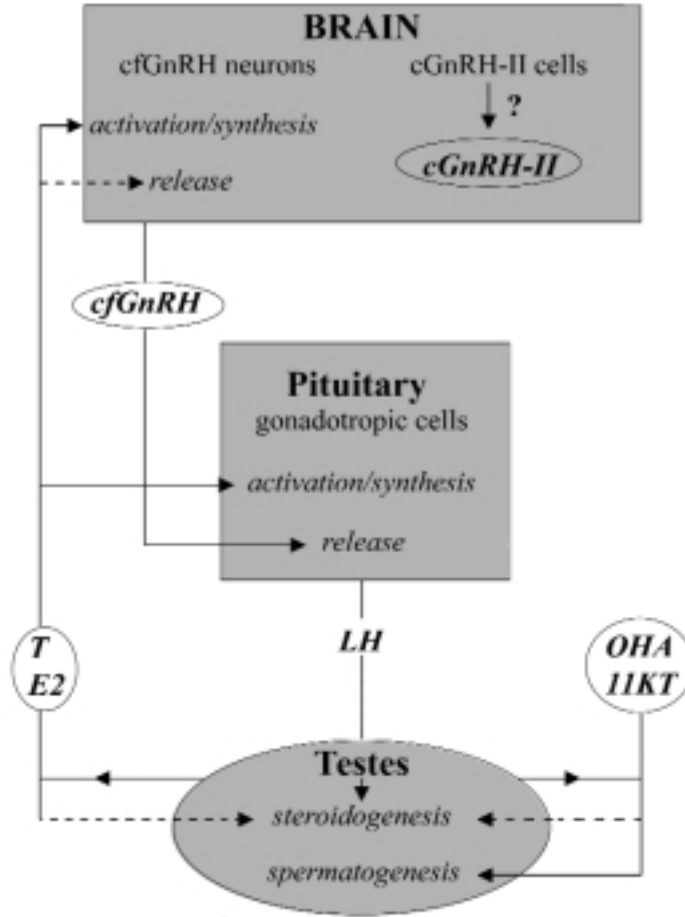 BRAIN
cfGnRH neurons cGnRH-II cells
?
activation/synthesis
cGnRH-II
release
cfGnRH
Pituitary
gonadotropic cells
activation/synthesis
release
T
E2
LH
OHA
11KT
Testes
steroidogenesis
spermatogenesis